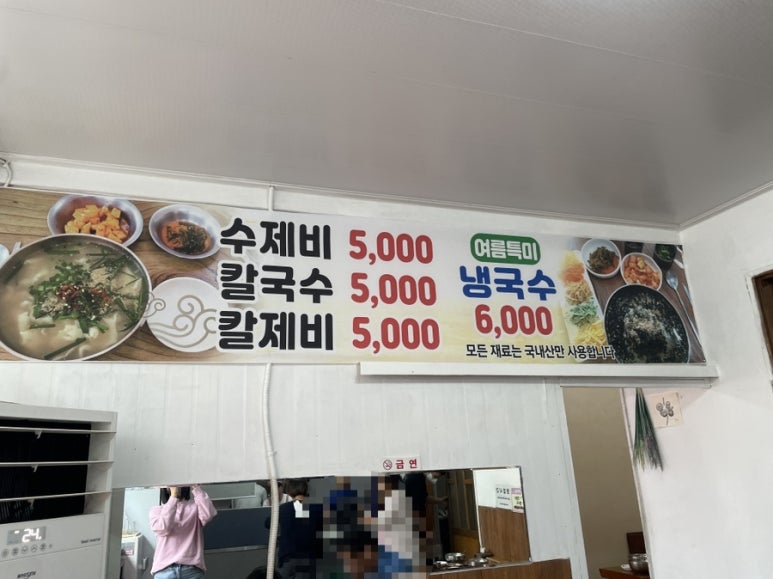 수제비 5,000
칼국수 5,000
칼제비 5,000
여름특미
냉국수
6,000
모든 재료는 국내산만 사용합니다
금연
24